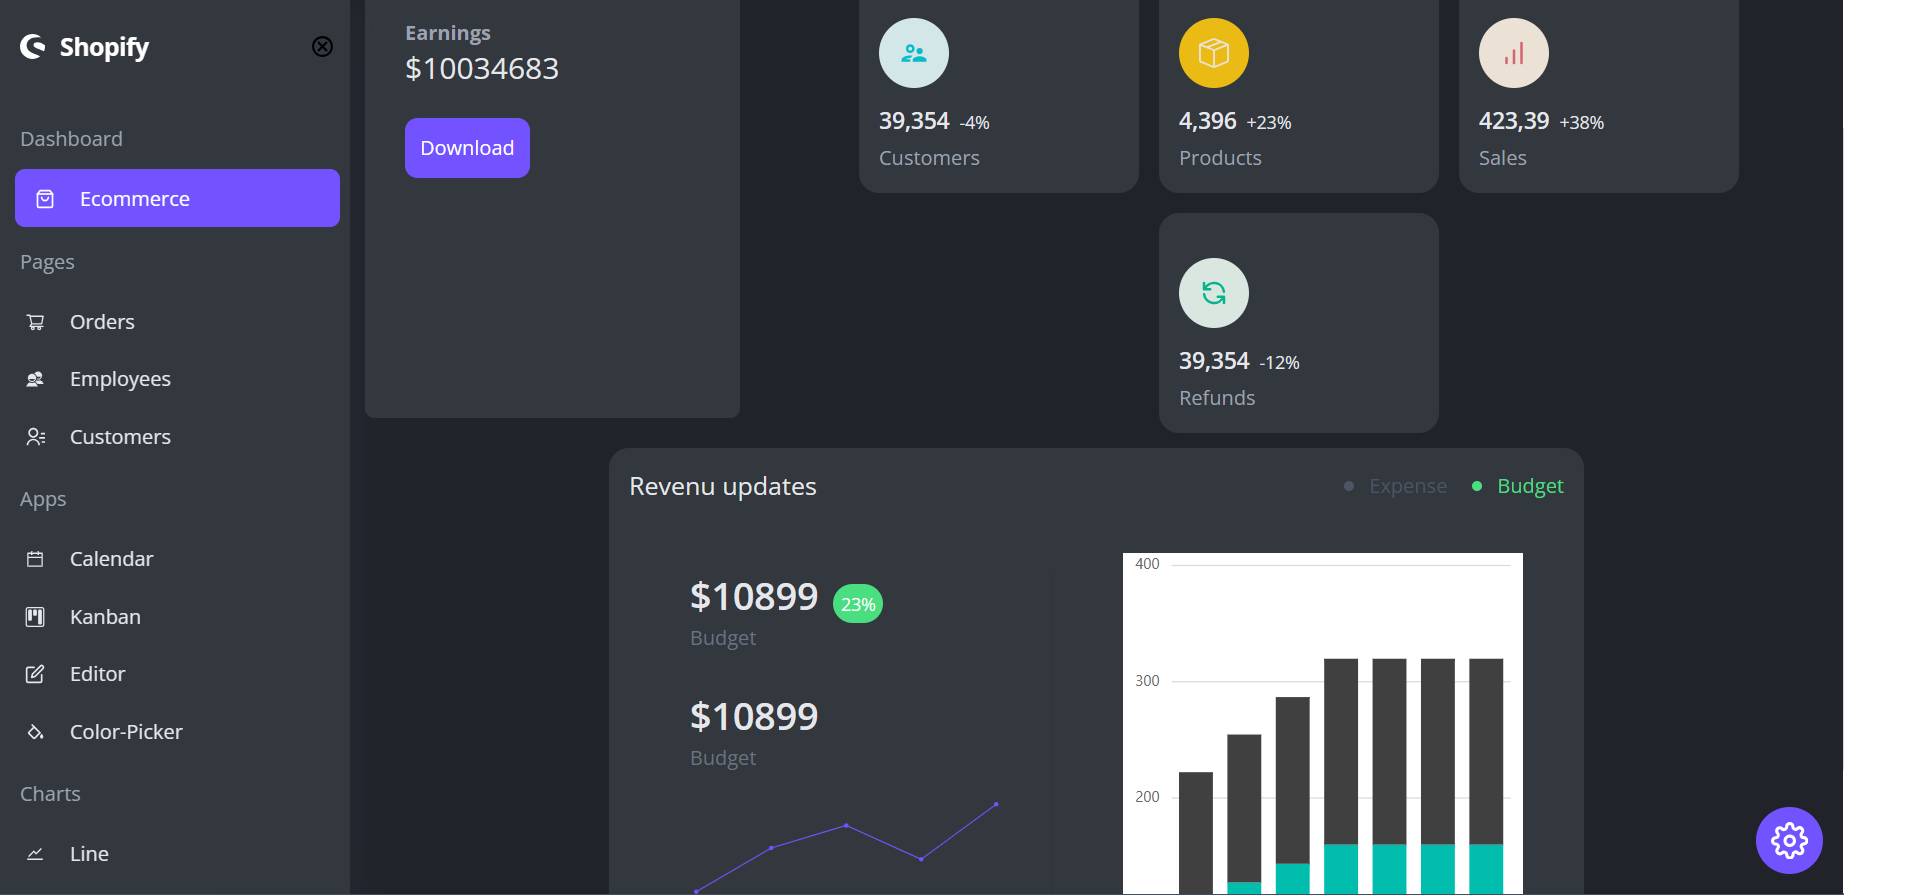 Shopify
Dashboard
Ecommerce
Pages
Orders
Employees
Customers
Apps
Calendar
Kanban
Editor
Color-Picker
Charts
Line
Earnings
$10034683
Download
39,354 -4%
Customers
4,396 +23%
Products
423,39 +38%
Sales
39,354 -12%
Refunds
Revenu updates
Expense
Budget
$10899 23%
Budget
$10899
Budget
400
300
200